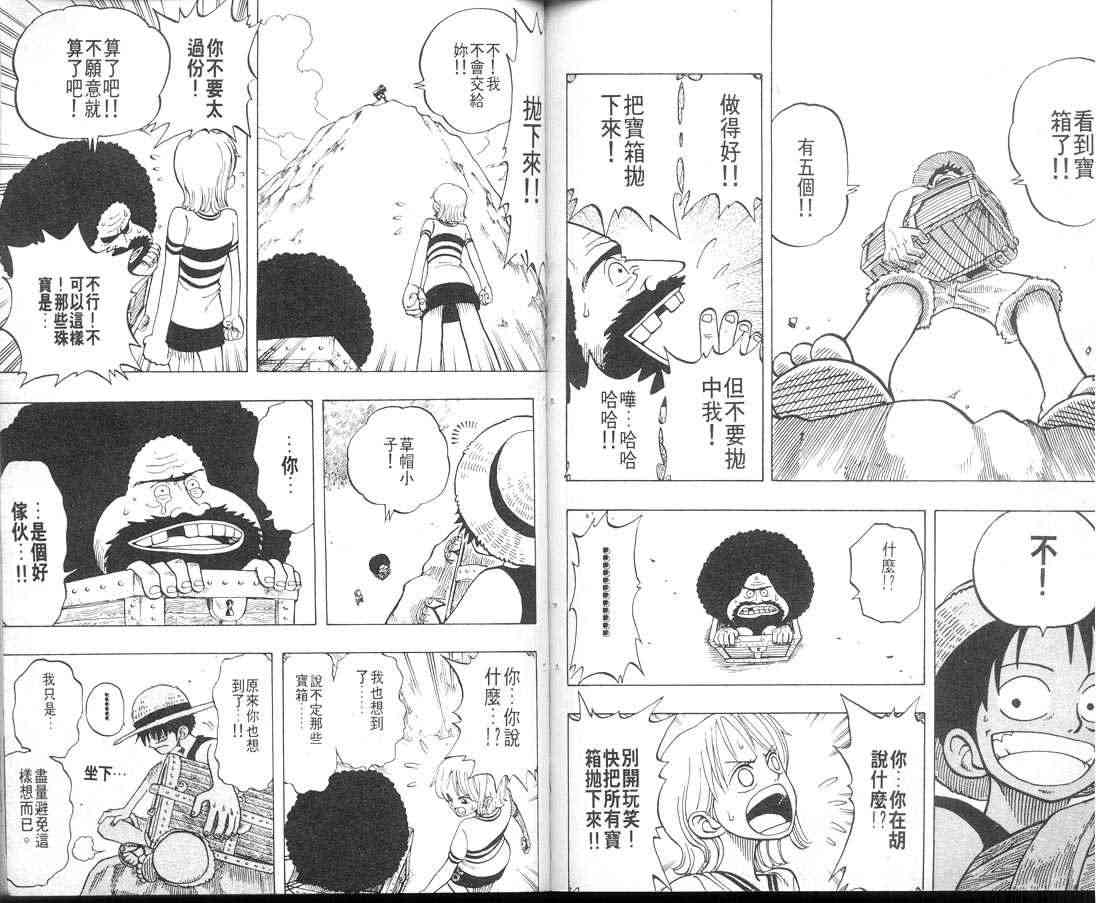 看到寶
箱了!!
有五個!!
做得好!!
把寶箱拋
下來!
但不要拋
中我!
嘩…哈哈
哈哈!!
不!
什麼!?
你…你在胡
說什麼!?
別開玩笑!
快把所有寶
箱拋下來!!
拋下來!!
不!我
不會交給
妳!!
你不要太
過份!
算了吧!!
不願意就
算了吧!
不行!不
可以這樣
!那些珠
寶是…
草帽小
子!
…你…
…是個好
傢伙…!!
你…你說
什麼…!?
我也想到
了…
說不定那些
寶箱…
原來你也想
到了…!!
坐下…
我只是…
盡量避免這
樣想而已。